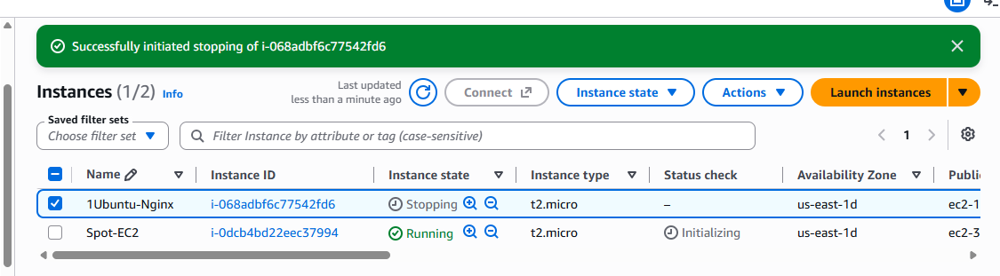 Successfully initiated stopping of i-068adbf6c77542fd6
Instances (1/2) Info
Last updated
less than a minute ago
Connect
Instance state
Actions
Launch instances
Saved filter sets
Choose filter set
Filter Instance by attribute or tag (case-sensitive)
1
Name Instance ID Instance state Instance type Status check Availability Zone Public
1Ubuntu-Nginx i-068adbf6c77542fd6 Stopping t2.micro – us-east-1d ec2-1
Spot-EC2 i-0dcb4bd22eec37994 Running t2.micro Initializing us-east-1d ec2-3